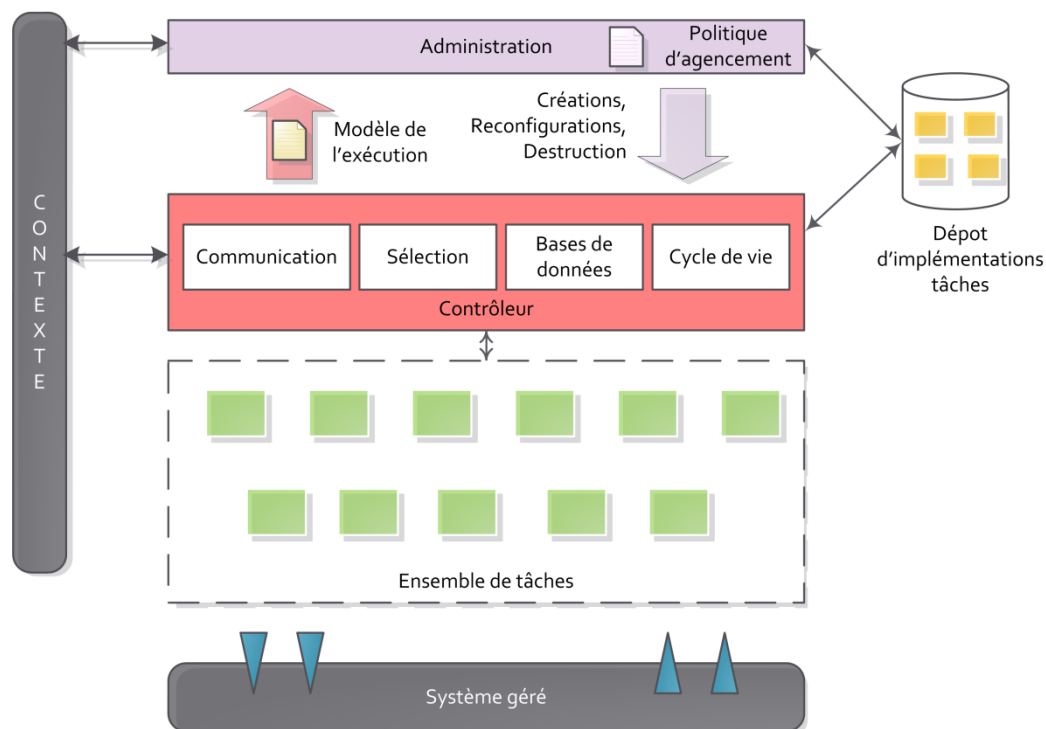 Administration
Politique
d'agencement
Modèle de
l'exécution
Créations,
Reconfigurations,
Destruction
CONTEXTE
Communication
Sélection
Bases de
données
Cycle de vie
Contrôleur
Dépot
d'implémentations
tâches
Ensemble de tâches
Système géré